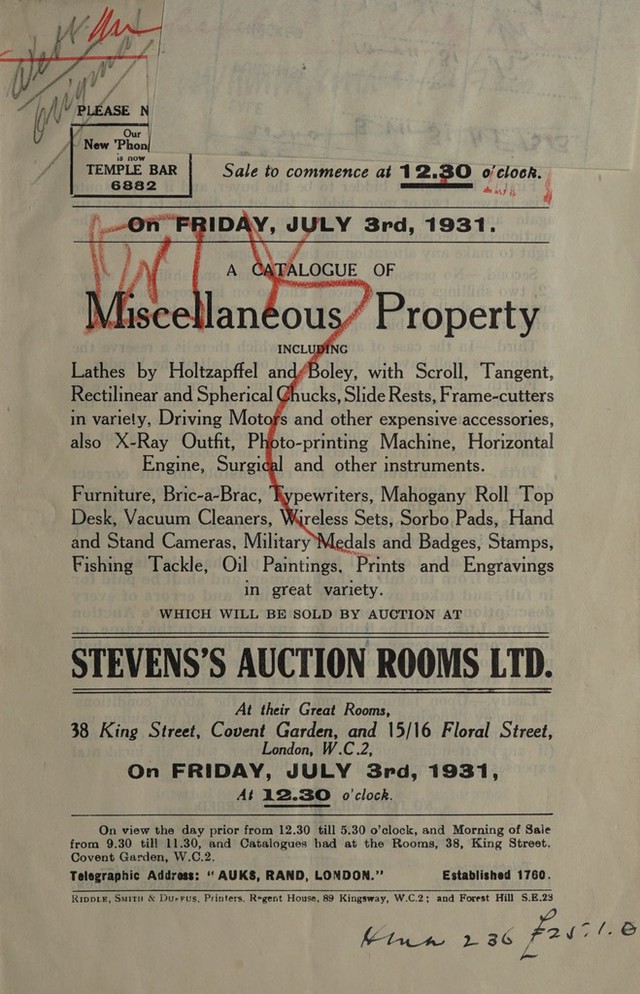 PLEASE N
Our
New 'Phon
is now
TEMPLE BAR
6882
Sale to commence at 12.30 o'clock.
On FRIDAY, JULY 3rd, 1931.
A CATALOGUE OF
Miscellaneous Property
INCLUDING
Lathes by Holtzapffel and Boley, with Scroll, Tangent,
Rectilinear and Spherical Chucks, Slide Rests, Frame-cutters
in variety, Driving Motors and other expensive accessories,
also X-Ray Outfit, Photo-printing Machine, Horizontal
Engine, Surgical and other instruments.
Furniture, Bric-a-Brac, Typewriters, Mahogany Roll Top
Desk, Vacuum Cleaners, Wireless Sets, Sorbo Pads, Hand
and Stand Cameras, Military Medals and Badges, Stamps,
Fishing Tackle, Oil Paintings, Prints and Engravings
in great variety.
WHICH WILL BE SOLD BY AUCTION AT
STEVENS'S AUCTION ROOMS LTD.
At their Great Rooms,
38 King Street, Covent Garden, and 15/16 Floral Street,
London, W.C.2,
On FRIDAY, JULY 3rd, 1931,
At 12.30 o'clock.
On view the day prior from 12.30 till 5.30 o'clock, and Morning of Sale
from 9.30 till 11.30, and Catalogues had at the Rooms, 38, King Street,
Covent Garden, W.C.2.
Telegraphic Address: "AUKS, RAND, LONDON." Established 1760.
RIDDLE, SMITH & DUFFUS, Printers, Regent House, 89 Kingsway, W.C.2; and Forest Hill S.E.23
236 £25.1.0